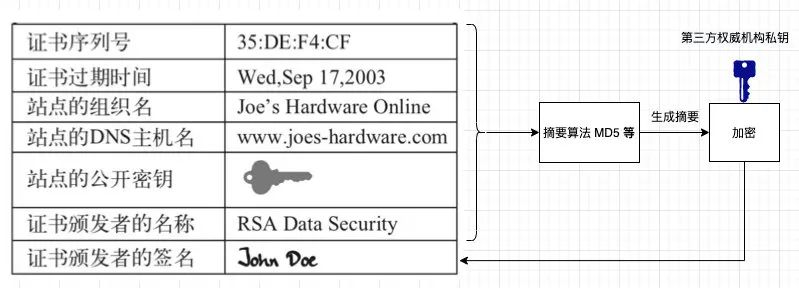 证书序列号 35:DE:F4:CF
证书过期时间 Wed,Sep 17,2003
站点的组织名 Joe's Hardware Online
站点的DNS主机名 www.joes-hardware.com
站点的公开密钥
证书颁发者的名称 RSA Data Security
证书颁发者的签名 John Doe
摘要算法 MD5 等
生成摘要
第三方权威机构私钥
加密